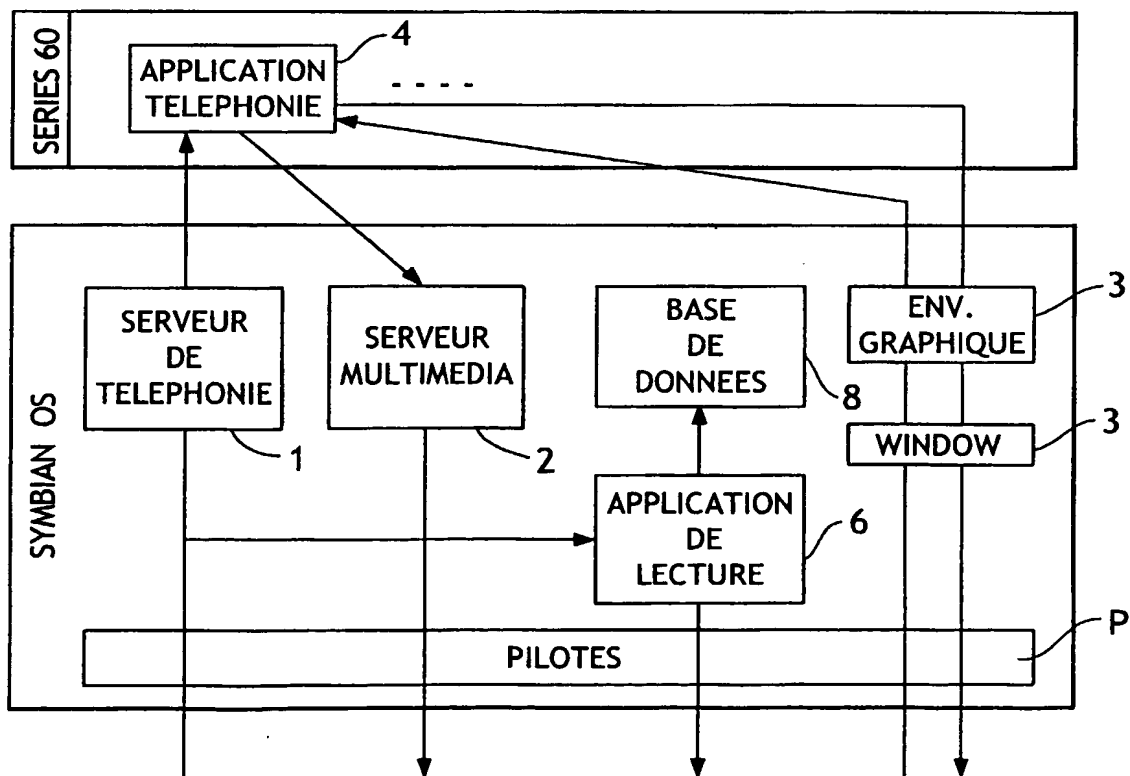 SERIES 60
APPLICATION
TELEPHONIE
4
SYMBIAN OS
SERVEUR
DE
TELEPHONIE
1
SERVEUR
MULTIMEDIA
2
BASE
DE
DONNEES
8
ENV.
GRAPHIQUE
3
WINDOW
3
APPLICATION
DE
LECTURE
6
PILOTES
P